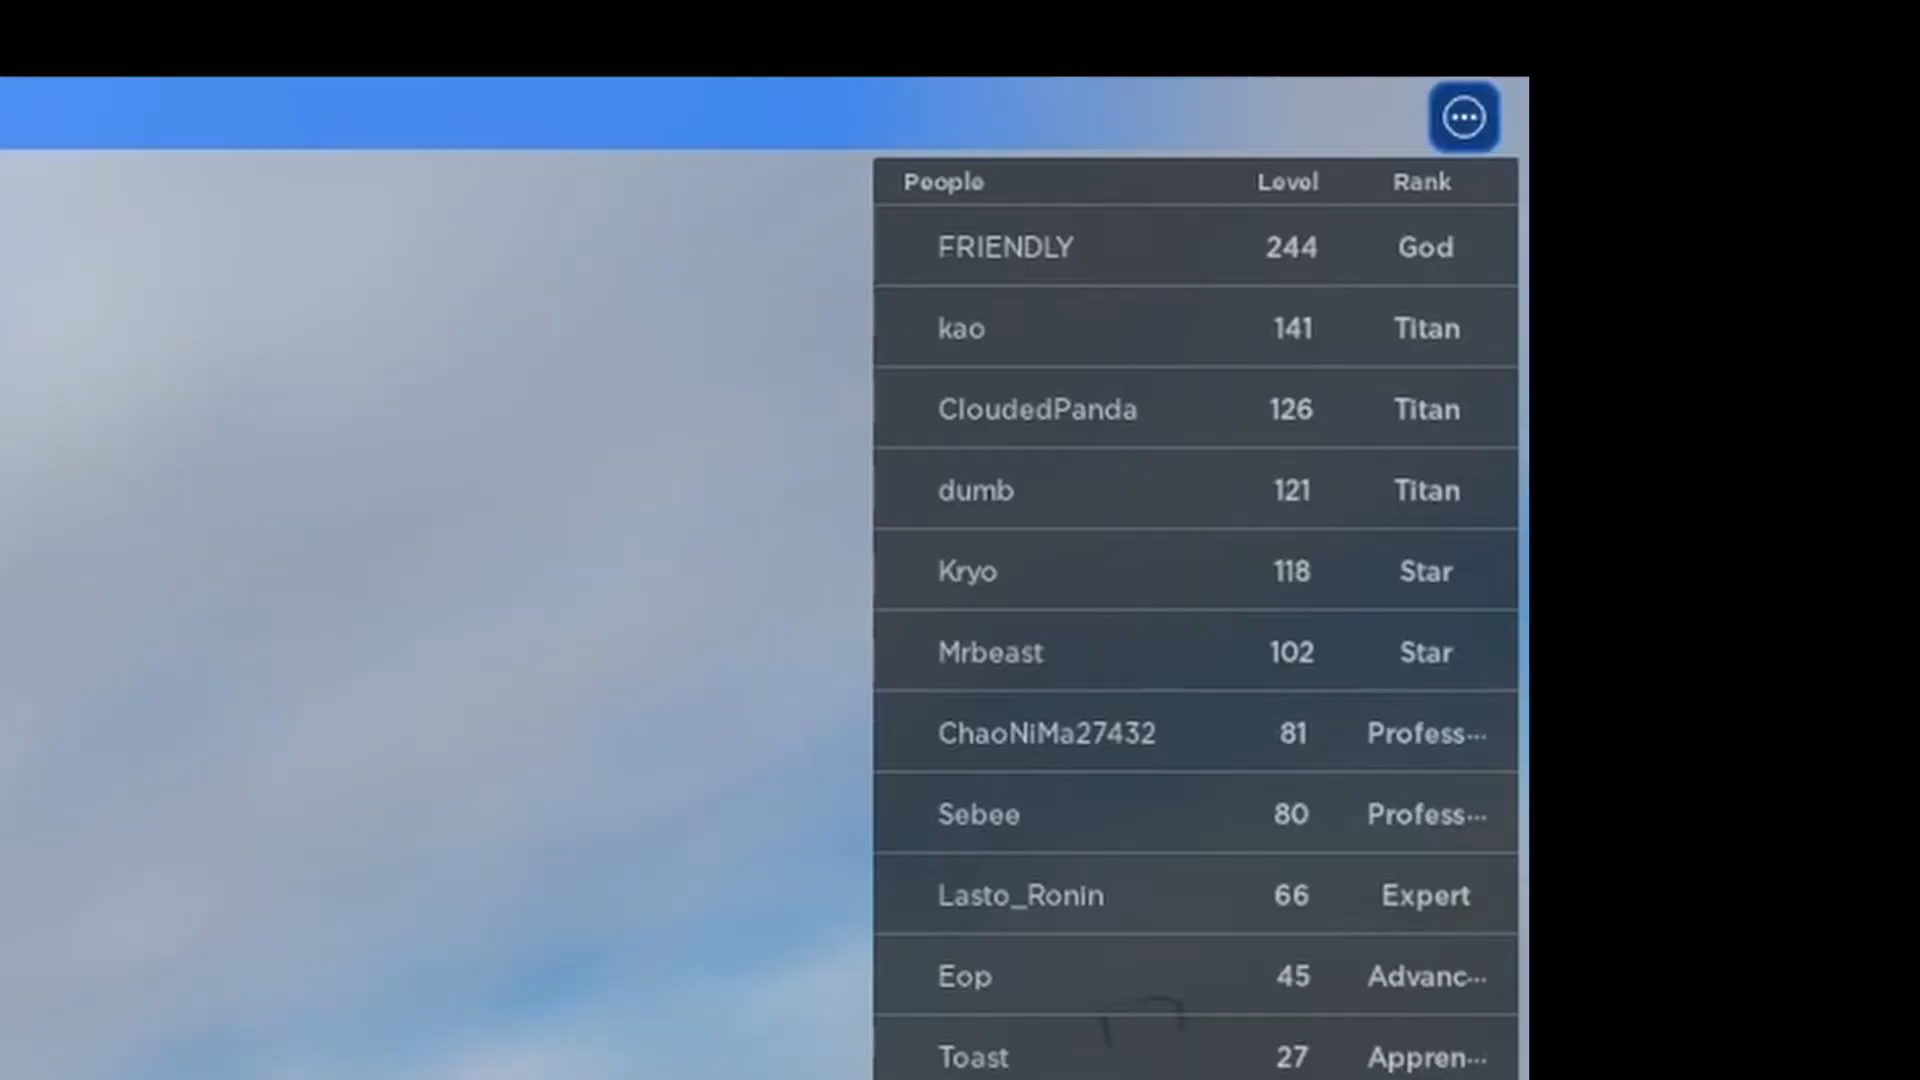 People Level Rank
FRIENDLY 244 God
kao 141 Titan
CloudedPanda 126 Titan
dumb 121 Titan
Kryo 118 Star
Mrbeast 102 Star
ChaoNiMa27432 81 Profess...
Sebee 80 Profess...
Lasto_Ronin 66 Expert
Eop 45 Advanc...
Toast 27 Appren...